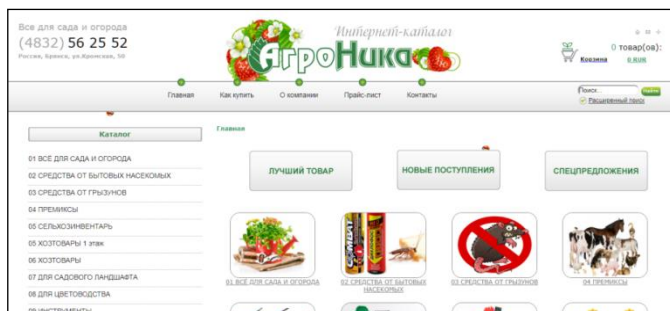 Все для сада и огорода
(4832) 56 25 52
Россия, Брянск, ул.Кромская, 50
Интернет-каталог
АгроНика
0 товар(ов):
Корзина
0 RUR
Главная
Как купить
О компании
Прайс-лист
Контакты
Поиск...
Найти
Расширенный поиск
Каталог
01 ВСЁ ДЛЯ САДА И ОГОРОДА
02 СРЕДСТВА ОТ БЫТОВЫХ НАСЕКОМЫХ
03 СРЕДСТВА ОТ ГРЫЗУНОВ
04 ПРЕМИКСЫ
05 СЕЛЬХОЗИНВЕНТАРЬ
05 ХОЗТОВАРЫ 1 этаж
06 ХОЗТОВАРЫ
07 ДЛЯ САДОВОГО ЛАНДШАФТА
08 ДЛЯ ЦВЕТОВОДСТВА
09 ИНСТРУМЕНТЫ
Главная
ЛУЧШИЙ ТОВАР
НОВЫЕ ПОСТУПЛЕНИЯ
СПЕЦПРЕДЛОЖЕНИЯ
01 ВСЁ ДЛЯ САДА И ОГОРОДА
02 СРЕДСТВА ОТ БЫТОВЫХ
НАСЕКОМЫХ
03 СРЕДСТВА ОТ ГРЫЗУНОВ
04 ПРЕМИКСЫ